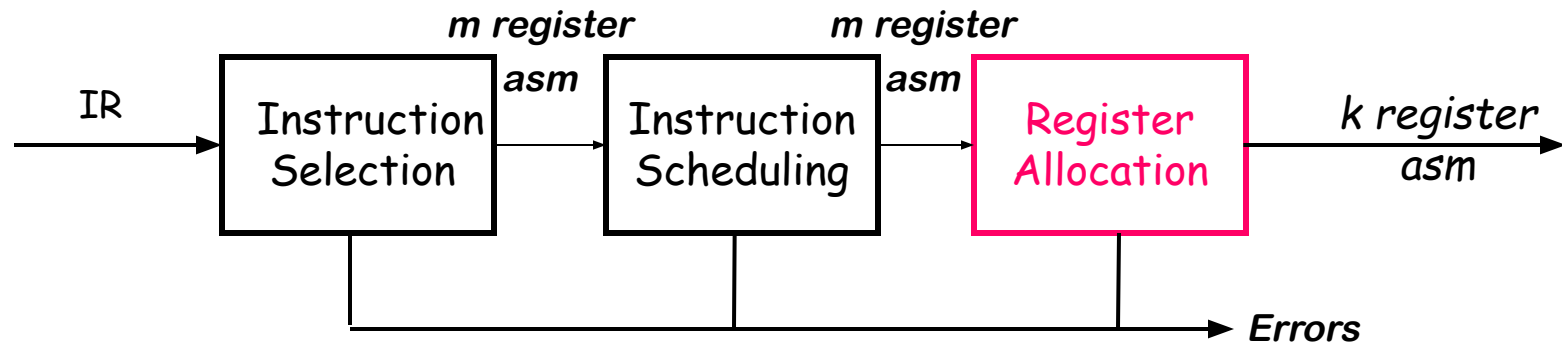 m register
asm
m register
asm
IR
Instruction
Selection
Instruction
Scheduling
Register
Allocation
k register
asm
Errors